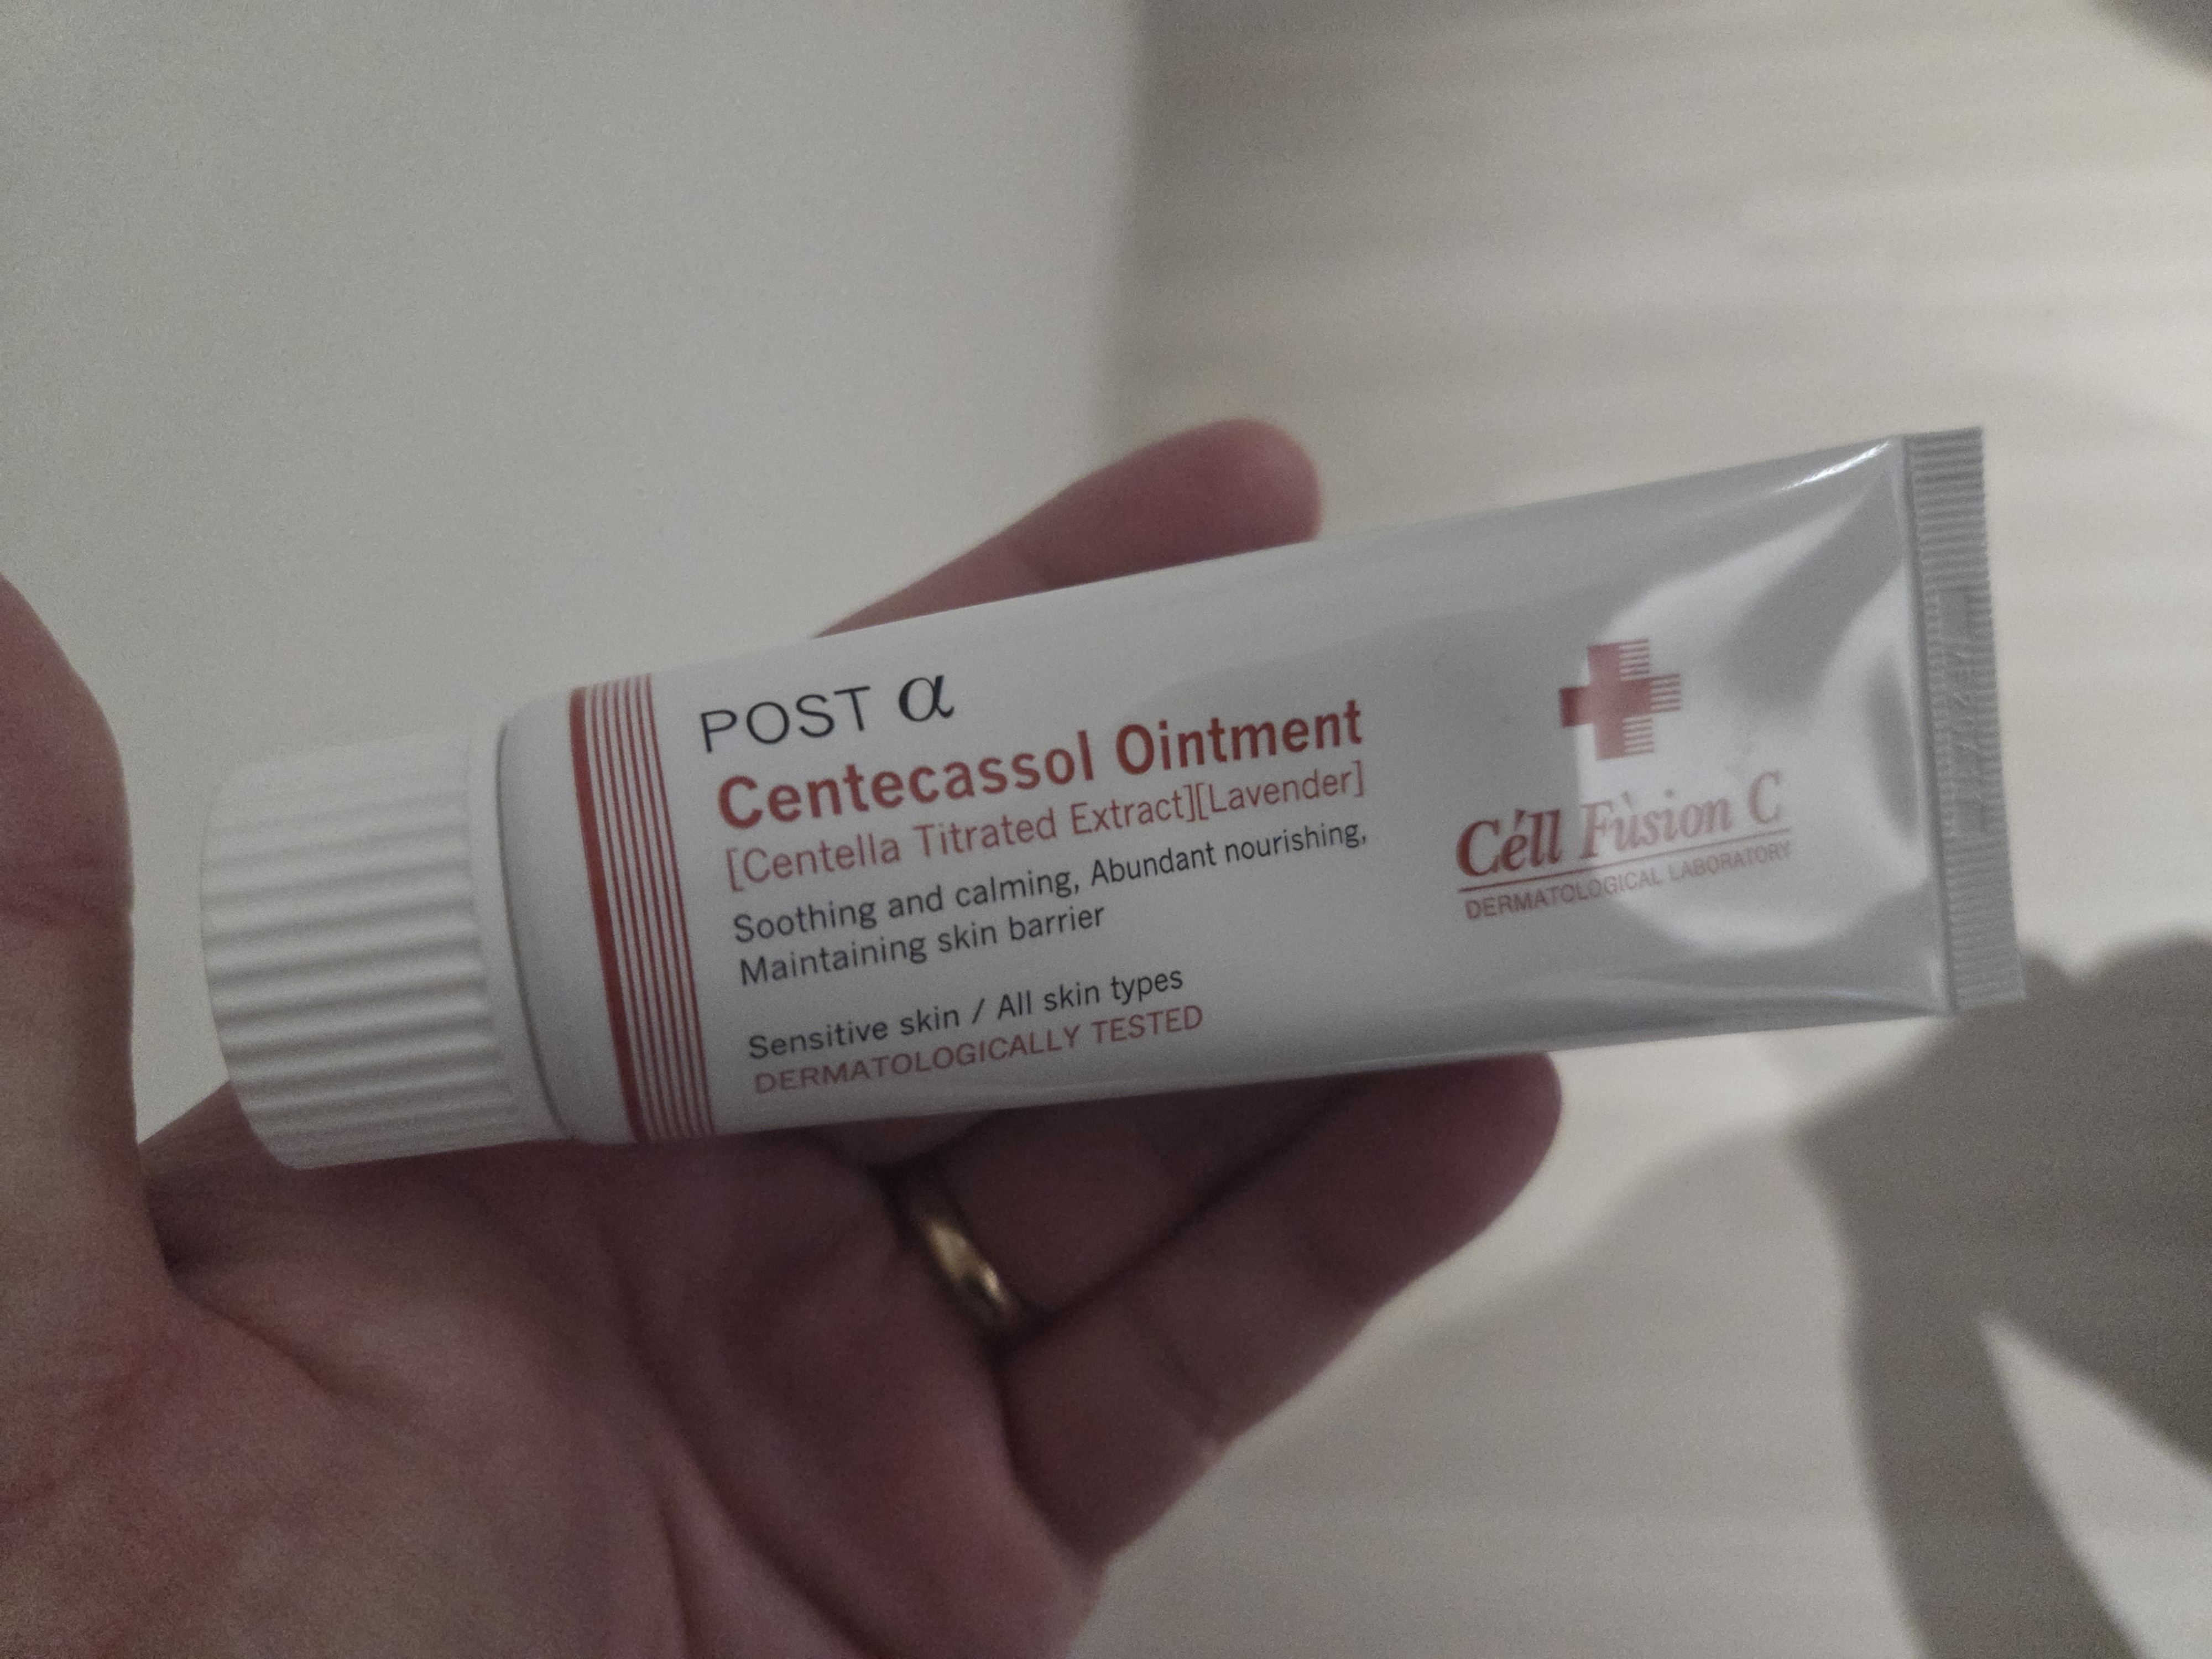 POST α
Centecassol Ointment
[Centella Titrated Extract][Lavender]
Soothing and calming, Abundant nourishing,
Maintaining skin barrier
Sensitive skin / All skin types
DERMATOLOGICALLY TESTED
Céll Fùsion C
DERMATOLOGICAL LABORATORY